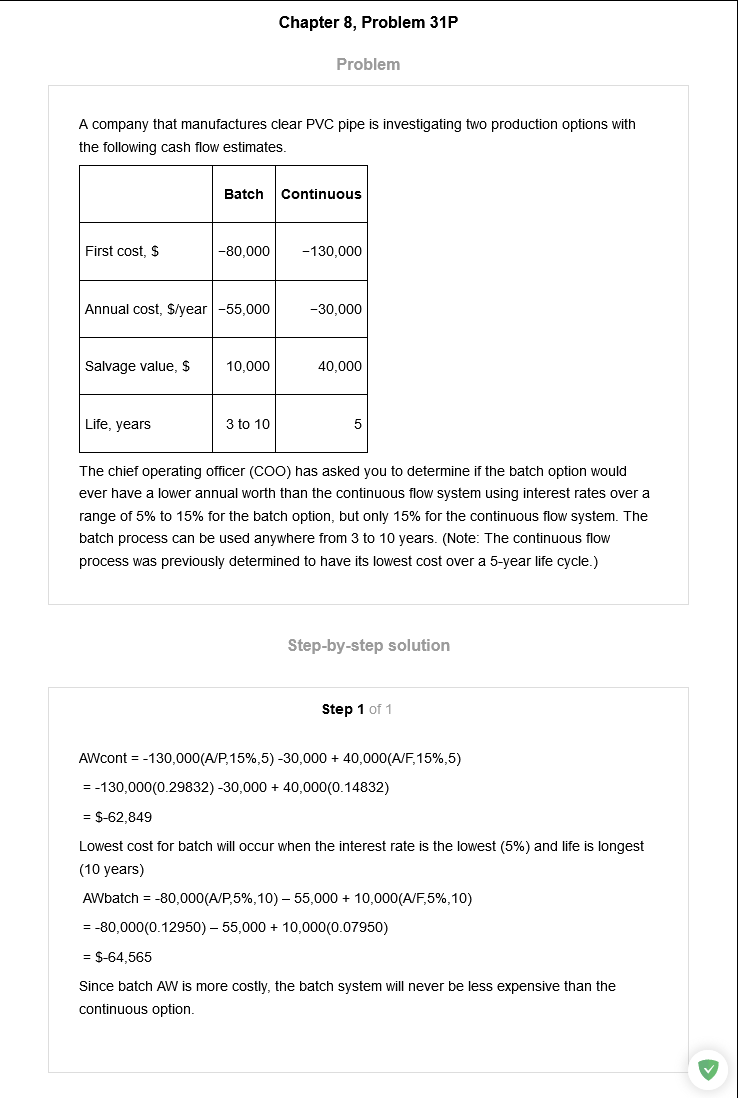 Chapter 8, Problem 31P
Problem
A company that manufactures clear PVC pipe is investigating two production options with
the following cash flow estimates.
Batch Continuous
First cost, $ −80,000 −130,000
Annual cost, $/year −55,000 −30,000
Salvage value, $ 10,000 40,000
Life, years 3 to 10 5
The chief operating officer (COO) has asked you to determine if the batch option would
ever have a lower annual worth than the continuous flow system using interest rates over a
range of 5% to 15% for the batch option, but only 15% for the continuous flow system. The
batch process can be used anywhere from 3 to 10 years. (Note: The continuous flow
process was previously determined to have its lowest cost over a 5-year life cycle.)
Step-by-step solution
Step 1 of 1
AWcont = -130,000(A/P,15%,5) -30,000 + 40,000(A/F,15%,5)
= -130,000(0.29832) -30,000 + 40,000(0.14832)
= $-62,849
Lowest cost for batch will occur when the interest rate is the lowest (5%) and life is longest
(10 years)
AWbatch = -80,000(A/P,5%,10) – 55,000 + 10,000(A/F,5%,10)
= -80,000(0.12950) – 55,000 + 10,000(0.07950)
= $-64,565
Since batch AW is more costly, the batch system will never be less expensive than the
continuous option.